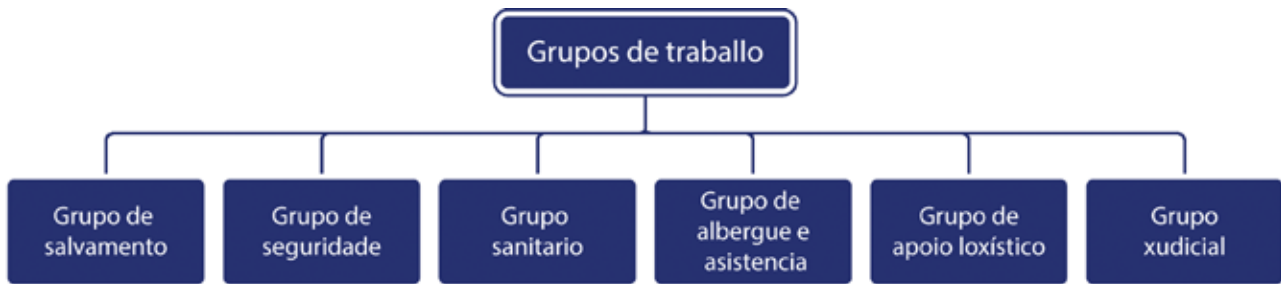 Grupos de traballo
Grupo de
salvamento
Grupo de
seguridade
Grupo
sanitario
Grupo de
albergue e
asistencia
Grupo de
apoio loxístico
Grupo
xudicial